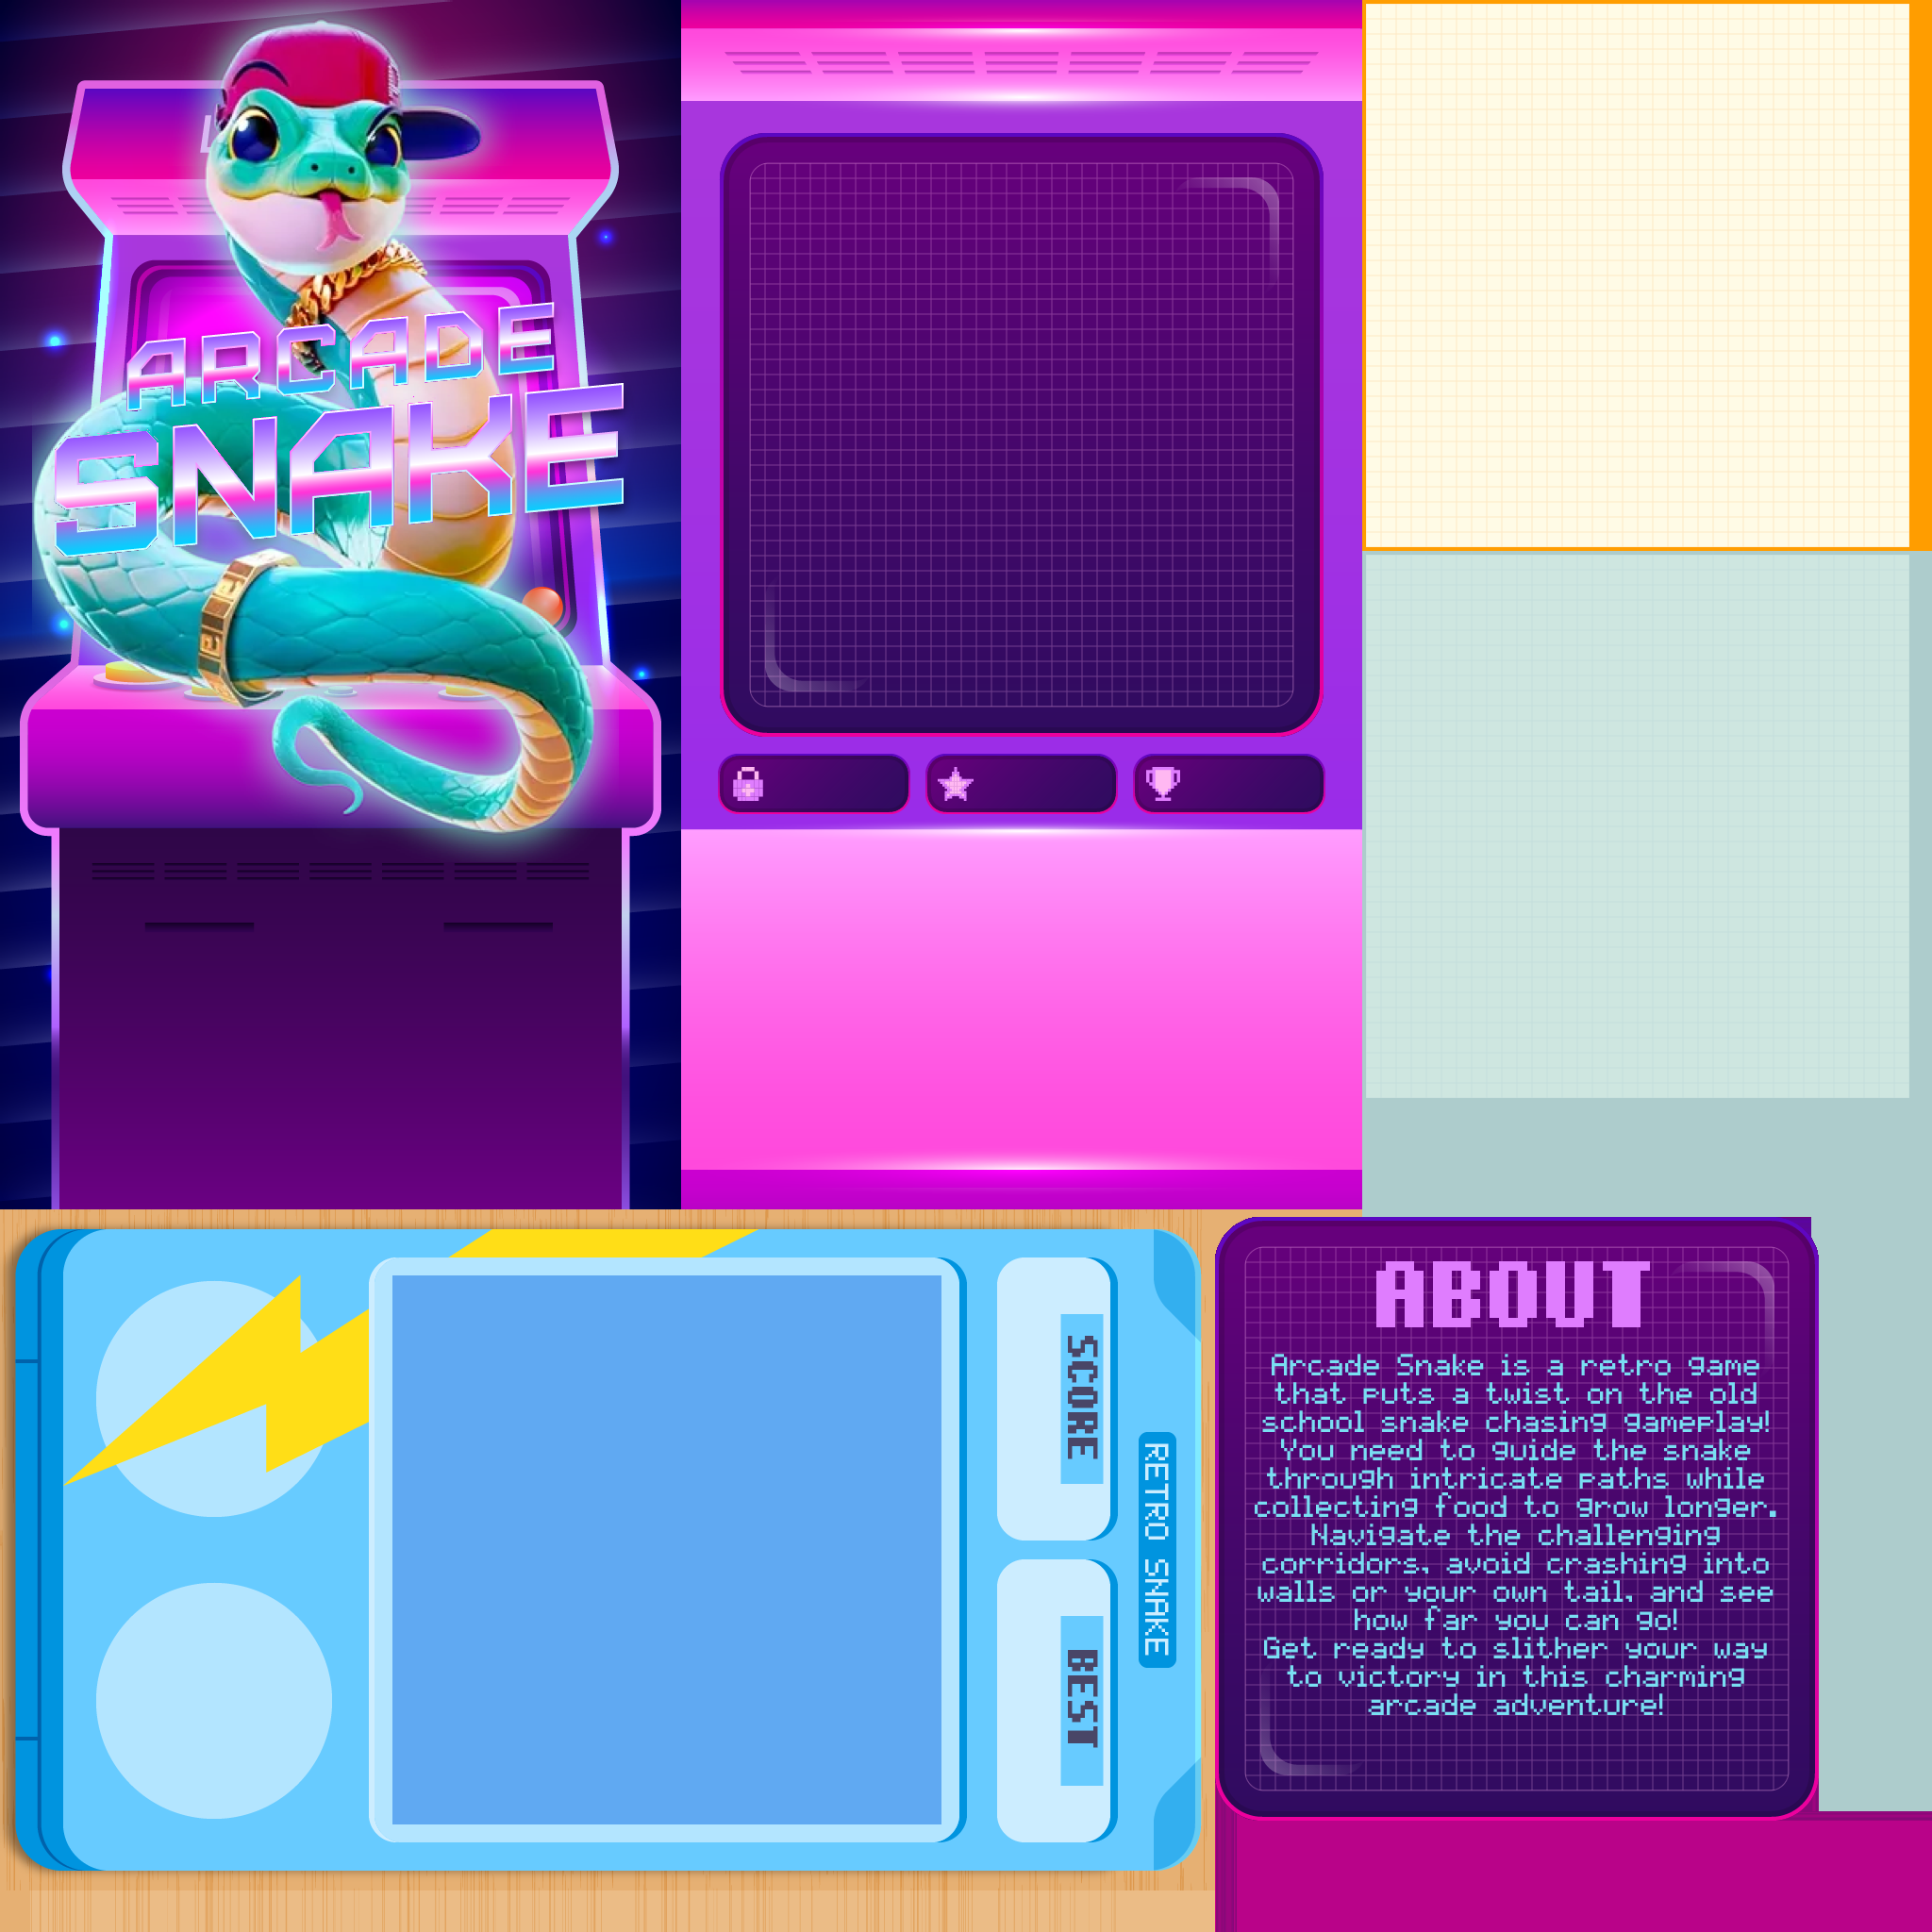 ARCADE
SNAKE
SCORE
BEST
RETRO SNAKE
ABOUT
Arcade Snake is a retro game
that puts a twist on the old
school snake chasing gameplay!
You need to guide the snake
through intricate paths while
collecting food to grow longer.
Navigate the challenging
corridors, avoid crashing into
walls or your own tail, and see
how far you can go!
Get ready to slither your way
to victory in this charming
arcade adventure!